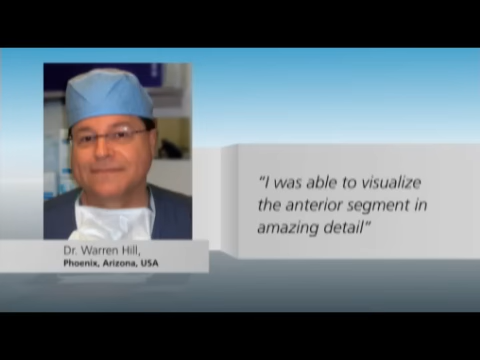 Dr. Warren Hill,
Phoenix, Arizona, USA
“I was able to visualize
the anterior segment in
amazing detail”